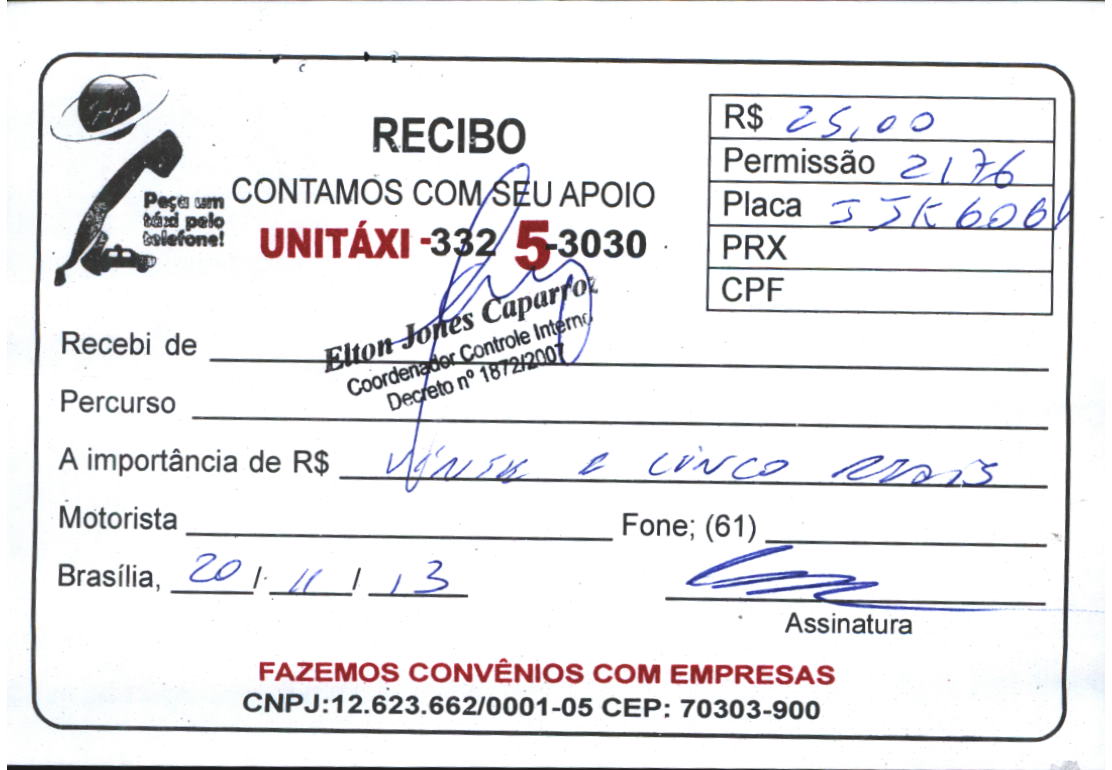 Peça um
táxi pelo
telefone!
RECIBO
CONTAMOS COM SEU APOIO
UNITÁXI -332 5-3030
R$ 25,00
Permissão 2176
Placa JJK 6061
PRX
CPF
Elton Jones Caparroz
Coordenador Controle Interno
Decreto nº 1872/2007
Recebi de
Percurso
A importância de R$ vinte e cinco reais
Motorista
Fone; (61)
Brasília, 20 / 11 / 13
Assinatura
FAZEMOS CONVÊNIOS COM EMPRESAS
CNPJ:12.623.662/0001-05 CEP: 70303-900